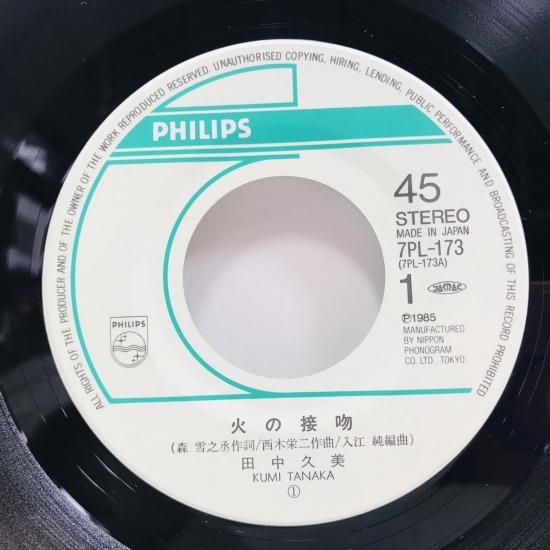 ALL RIGHTS OF THE PRODUCER AND OF THE OWNER OF THE WORK REPRODUCED RESERVED. UNAUTHORISED COPYING, HIRING, LENDING, PUBLIC PERFORMANCE AND BROADCASTING OF THIS RECORD PROHIBITED
PHILIPS
45
STEREO
MADE IN JAPAN
7PL-173
(7PL-173A)
1
℗1985
MANUFACTURED
BY NIPPON
PHONOGRAM
CO. LTD., TOKYO
PHILIPS
火の接吻
(森 雪之丞作詞/西木栄二作曲/入江 純編曲)
田中久美
KUMI TANAKA
①